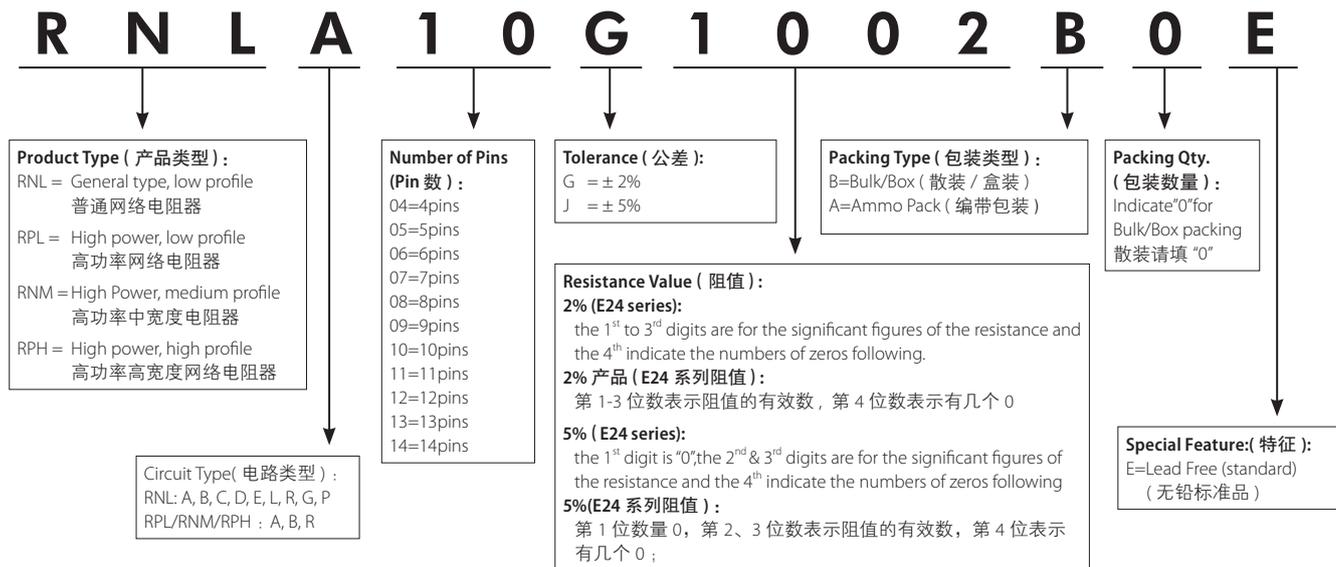 R N L A 1 0 G 1 0 0 2 B 0 E
Product Type ( 产品类型 ) :
RNL = General type, low profile
普通网络电阻器
RPL = High power, low profile
高功率网络电阻器
RNM = High Power, medium profile
高功率中宽度电阻器
RPH = High power, high profile
高功率高宽度网络电阻器
Circuit Type( 电路类型 ) :
RNL: A, B, C, D, E, L, R, G, P
RPL/RNM/RPH : A, B, R
Number of Pins
(Pin 数 ) :
04=4pins
05=5pins
06=6pins
07=7pins
08=8pins
09=9pins
10=10pins
11=11pins
12=12pins
13=13pins
14=14pins
Tolerance ( 公差 ):
G = ± 2%
J = ± 5%
Resistance Value ( 阻值 ) :
2% (E24 series):
the 1st to 3rd digits are for the significant figures of the resistance and
the 4th indicate the numbers of zeros following.
2% 产品 ( E24 系列阻值 ) :
第 1-3 位数表示阻值的有效数 , 第 4 位数表示有几个 0
5% ( E24 series):
the 1st digit is “0”,the 2nd & 3rd digits are for the significant figures of
the resistance and the 4th indicate the numbers of zeros following
5%(E24 系列阻值 ) :
第 1 位数量 0，第 2、3 位数表示阻值的有效数，第 4 位表示
有几个 0 ;
Packing Type ( 包装类型 ) :
B=Bulk/Box ( 散装 / 盒装 )
A=Ammo Pack ( 编带包装 )
Packing Qty.
( 包装数量 ) :
Indicate“0”for
Bulk/Box packing
散装请填 “0”
Special Feature:( 特征 ):
E=Lead Free (standard)
( 无铅标准品 )